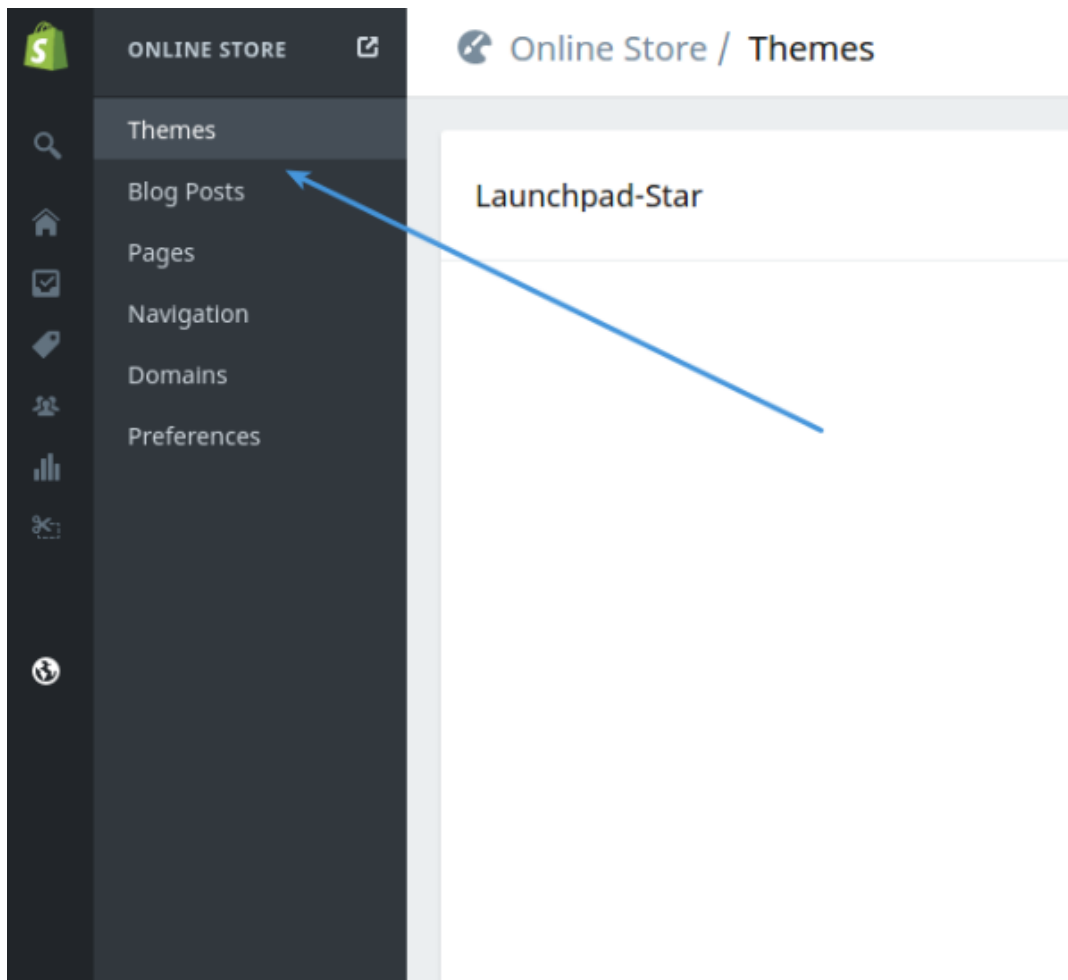 ONLINE STORE
Online Store / Themes
Themes
Blog Posts
Pages
Navigation
Domains
Preferences
Launchpad-Star